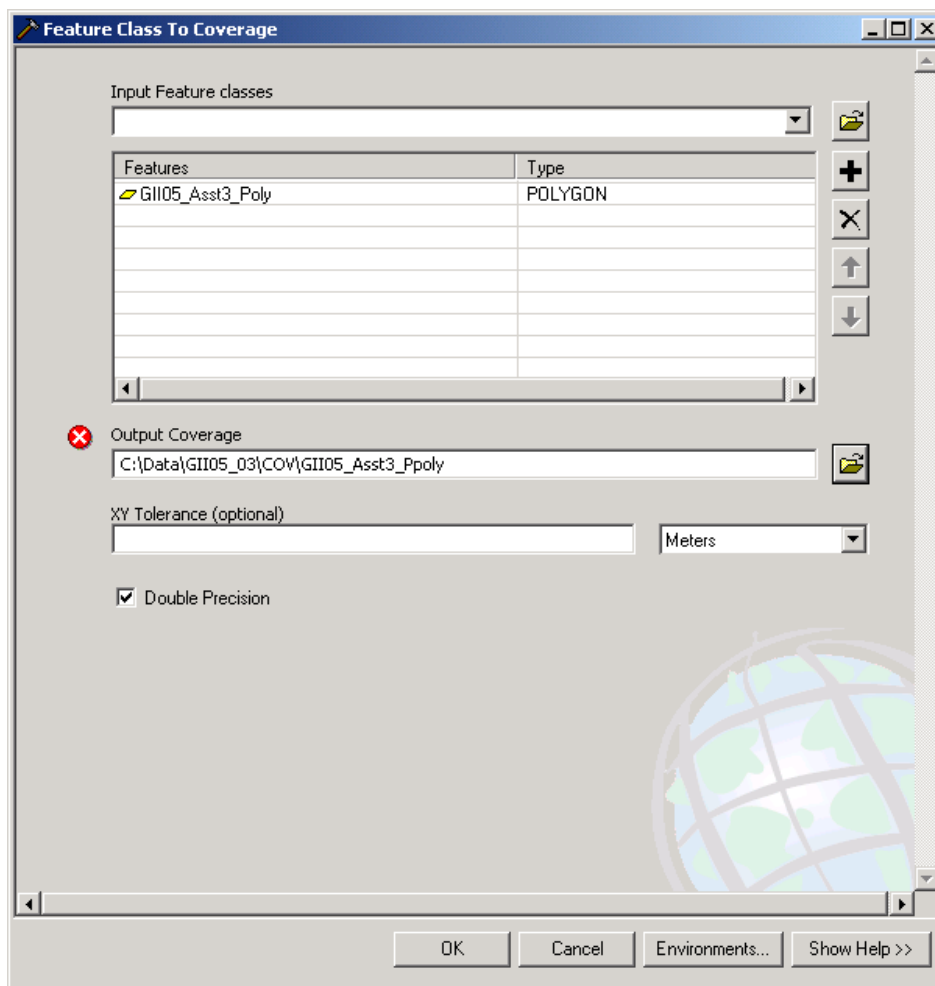 Feature Class To Coverage
Input Feature classes
Features Type
GII05_Asst3_Poly POLYGON
Output Coverage
C:\Data\GII05_03\COV\GII05_Asst3_Ppoly
XY Tolerance (optional)
Meters
Double Precision
OK Cancel Environments... Show Help >>